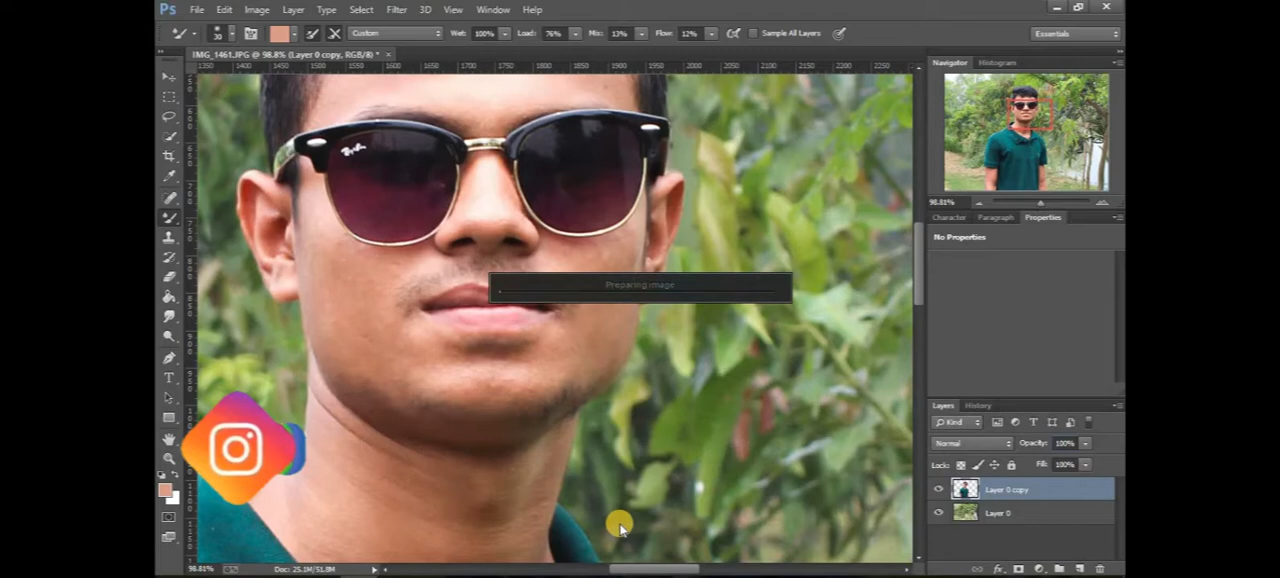 Ps File Edit Image Layer Type Select Filter 3D View Window Help
30 Custom Wet: 100% Load: 76% Mix: 13% Flow: 12% Sample All Layers Essentials
IMG_1461.JPG @ 98.8% (Layer 0 copy, RGB/8) *
1350 1400 1450 1500 1550 1600 1650 1700 1750 1800 1850 1900 1950 2000 2050 2100 2150 2200 2250
Navigator Histogram
Ray-Ban
98.81%
Character Paragraph Properties
No Properties
Preparing image
Layers History
Kind
Normal Opacity: 100%
Lock: Fill: 100%
Layer 0 copy
Layer 0
98.81% Doc: 25.1M/51.8M